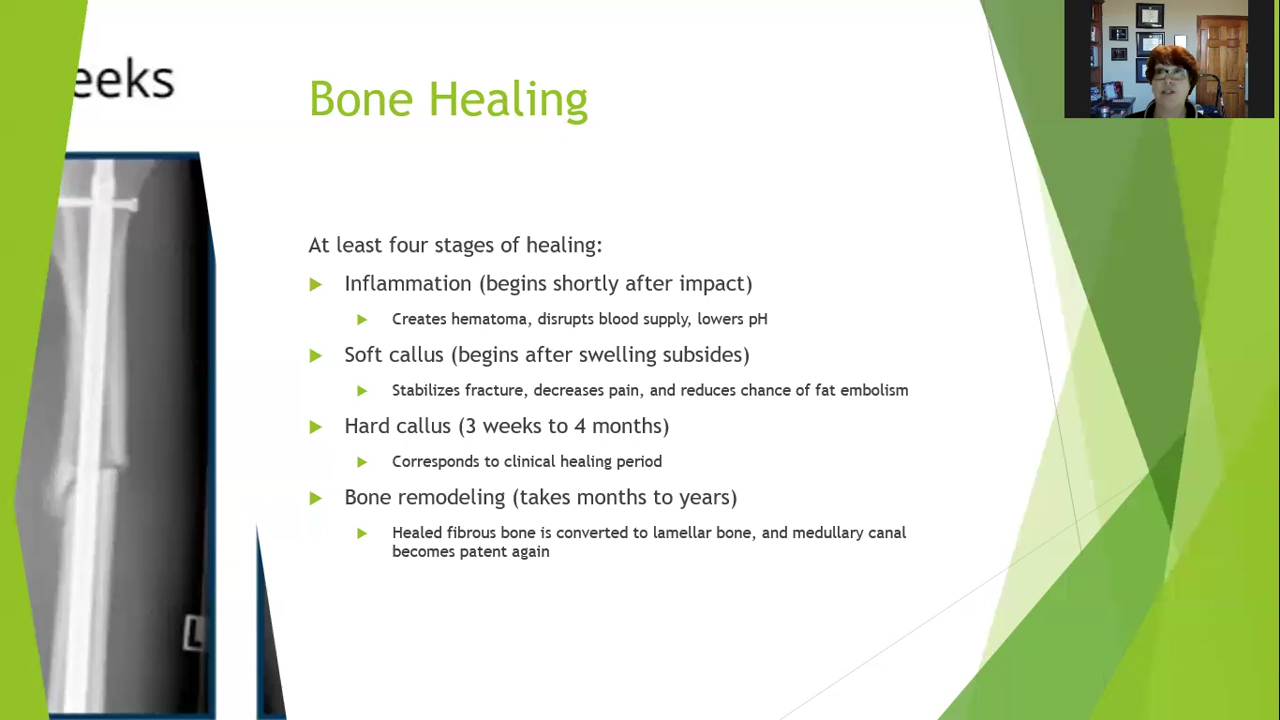 eeks
Bone Healing
At least four stages of healing:
Inflammation (begins shortly after impact)
Creates hematoma, disrupts blood supply, lowers pH
Soft callus (begins after swelling subsides)
Stabilizes fracture, decreases pain, and reduces chance of fat embolism
Hard callus (3 weeks to 4 months)
Corresponds to clinical healing period
Bone remodeling (takes months to years)
Healed fibrous bone is converted to lamellar bone, and medullary canal
becomes patent again
L